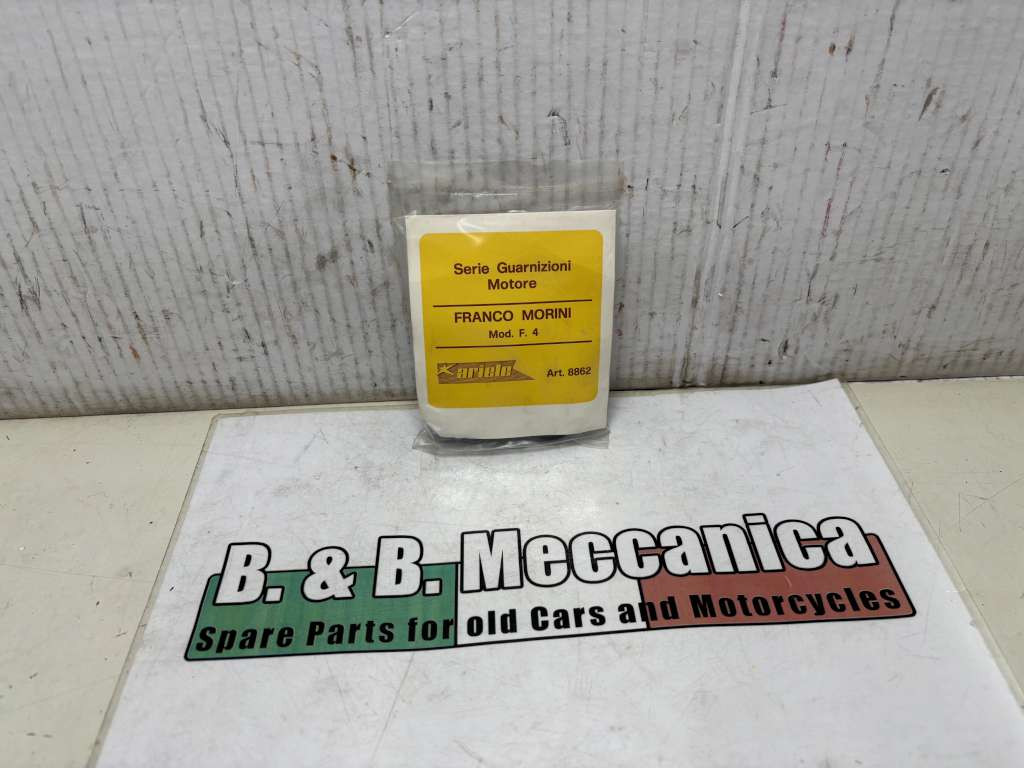 Serie Guarnizioni
Motore
FRANCO MORINI
Mod. F. 4
ariete
Art. 8862
B. & B. Meccanica
Spare Parts for old Cars and Motorcycles